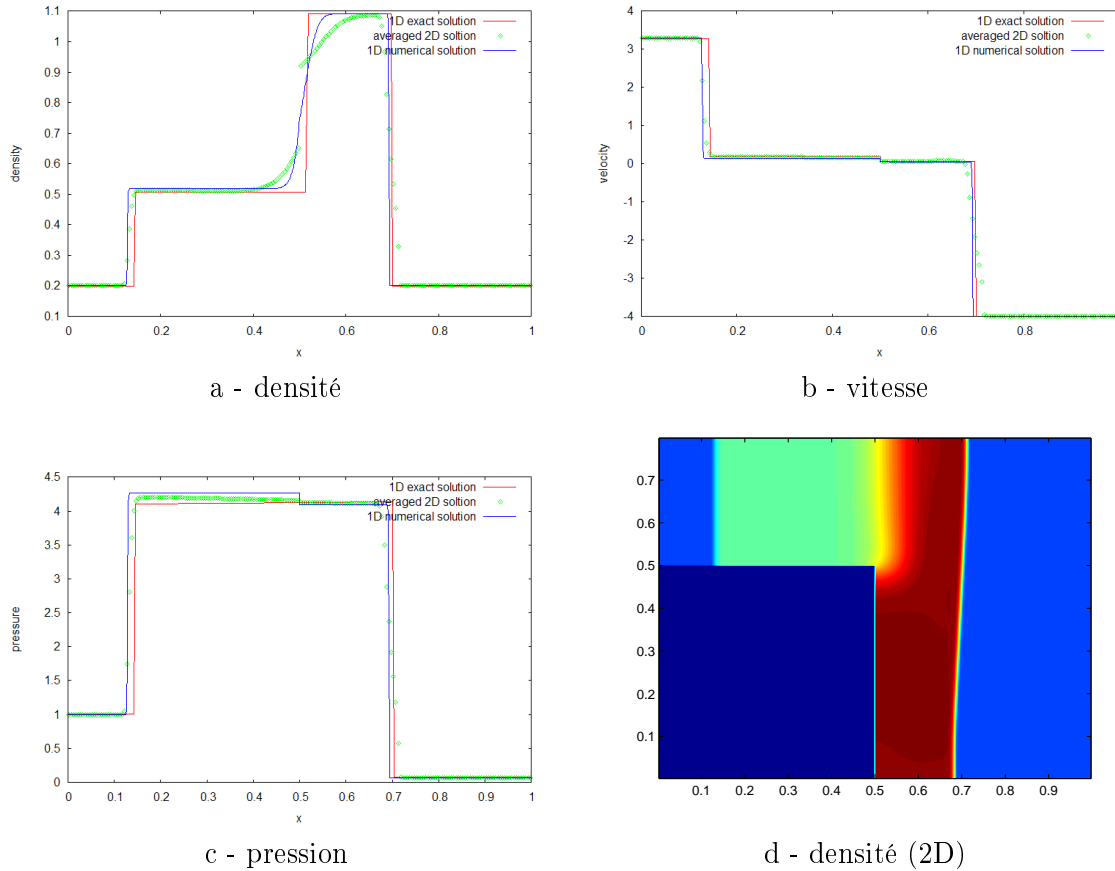 1D exact solution
averaged 2D soltion
1D numerical solution
density
1.1
1
0.9
0.8
0.7
0.6
0.5
0.4
0.3
0.2
0.1
0 0.2 0.4 0.6 0.8 1
x
a - densité
1D exact solution
averaged 2D soltion
1D numerical solution
velocity
4
3
2
1
0
-1
-2
-3
-4
0 0.2 0.4 0.6 0.8
x
b - vitesse
1D exact solution
averaged 2D soltion
1D numerical solution
pressure
4.5
4
3.5
3
2.5
2
1.5
1
0.5
0
0 0.1 0.2 0.3 0.4 0.5 0.6 0.7 0.8 0.9 1
x
c - pression
0.7
0.6
0.5
0.4
0.3
0.2
0.1
0.1 0.2 0.3 0.4 0.5 0.6 0.7 0.8 0.9
d - densité (2D)